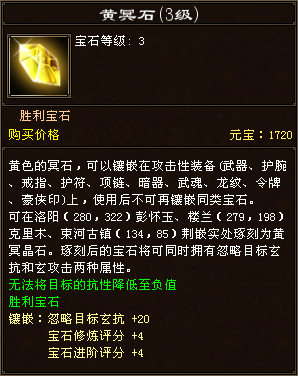 黄冥石(3级)
宝石等级: 3
胜利宝石
购买价格 元宝: 1720
黄色的冥石，可以镶嵌在攻击性装备(武器、护腕
、戒指、护符、项链、暗器、武魂、龙纹、令牌
、豪侠印)上，使用后不可再镶嵌同类宝石。
可在洛阳（280，322）彭怀玉、楼兰（279，198）
克里木、束河古镇（134，85）荆嵌实处琢刻为黄
冥晶石。琢刻后的宝石将可同时拥有忽略目标玄
抗和玄攻击两种属性。
无法将目标的抗性降低至负值
胜利宝石
镶嵌: 忽略目标玄抗 +20
宝石修炼评分 +4
宝石进阶评分 +4